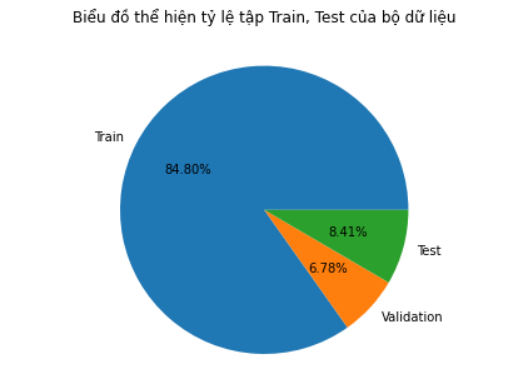 Biểu đồ thể hiện tỷ lệ tập Train, Test của bộ dữ liệu
Train
84.80%
8.41%
Test
6.78%
Validation